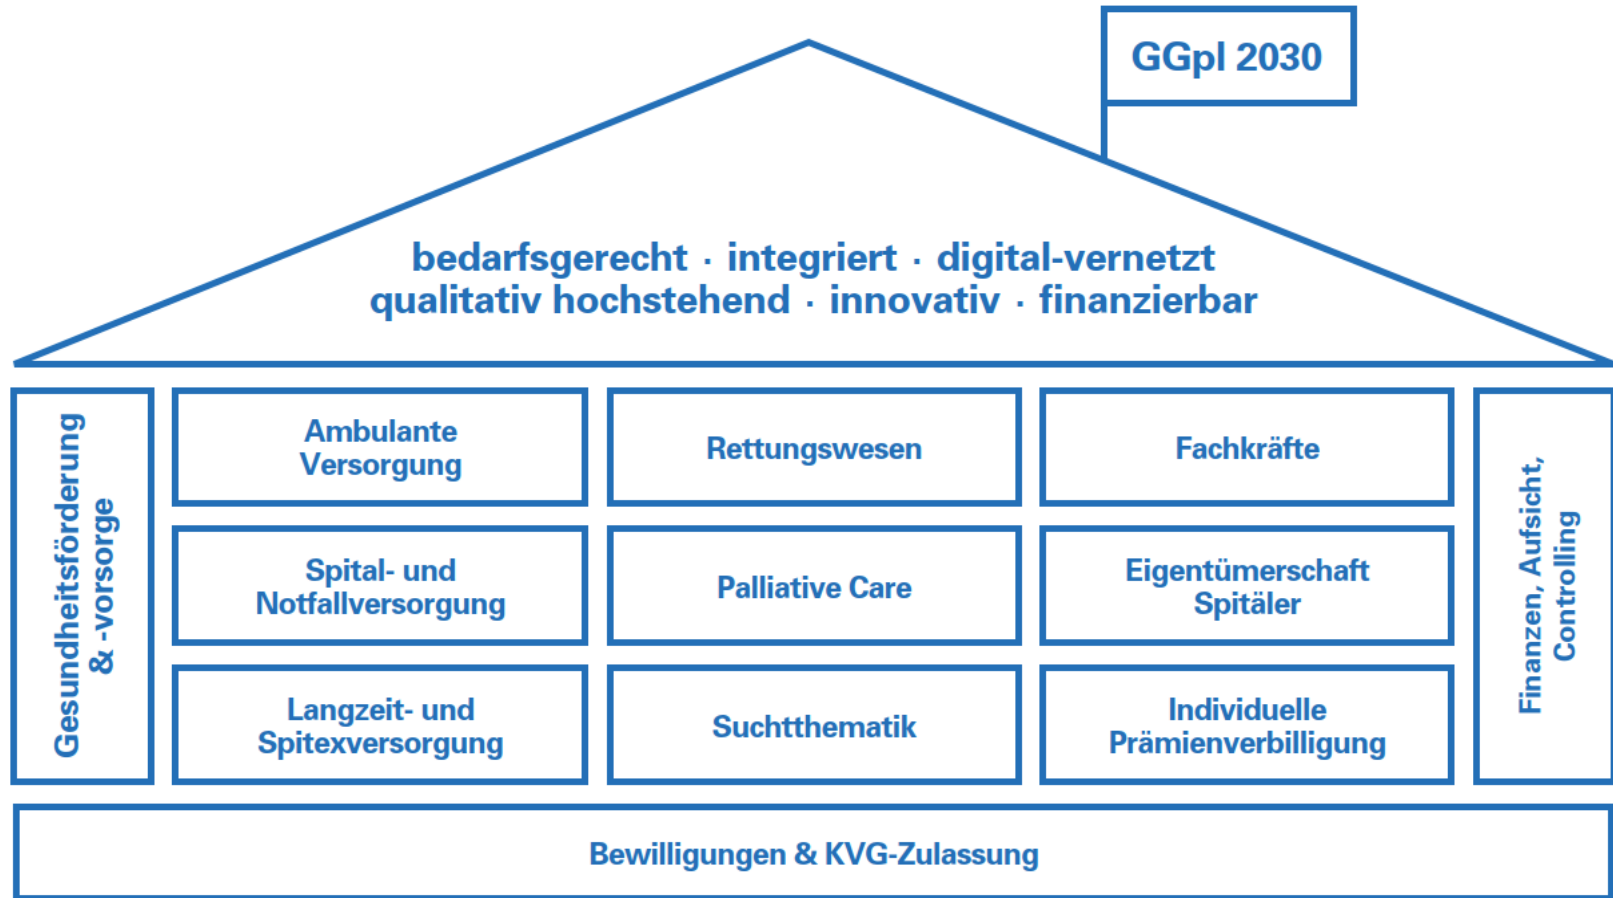 GGpl 2030
bedarfsgerecht · integriert · digital-vernetzt
qualitativ hochstehend · innovativ · finanzierbar
Gesundheitsförderung
& -vorsorge
Ambulante
Versorgung
Rettungswesen
Fachkräfte
Spital- und
Notfallversorgung
Palliative Care
Eigentümerschaft
Spitäler
Langzeit- und
Spitexversorgung
Suchtthematik
Individuelle
Prämienverbilligung
Finanzen, Aufsicht,
Controlling
Bewilligungen & KVG-Zulassung